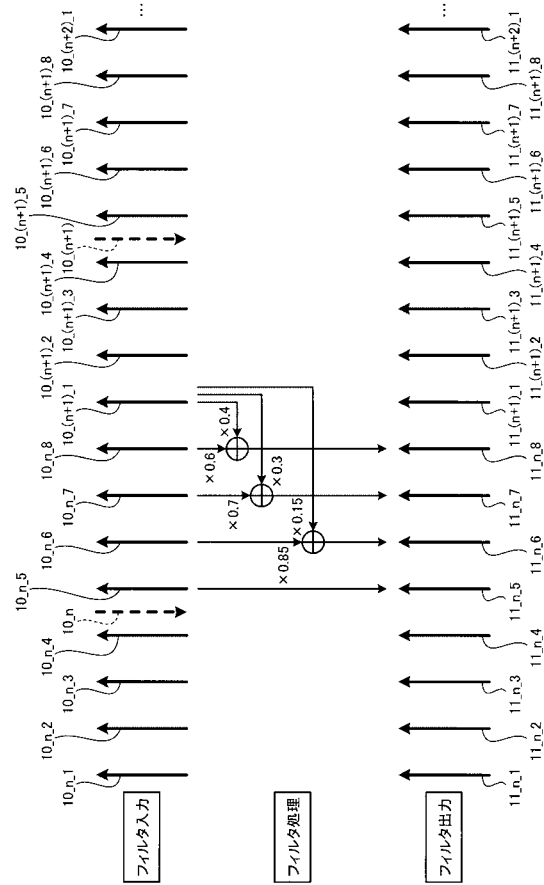 フィルタ入力
10_n_1
10_n_2
10_n_3
10_n_4
10_n
10_n_5
10_n_6
10_n_7
10_n_8
10_(n+1)_1
10_(n+1)_2
10_(n+1)_3
10_(n+1)_4
10_(n+1)
10_(n+1)_5
10_(n+1)_6
10_(n+1)_7
10_(n+1)_8
10_(n+2)_1
…
フィルタ処理
×0.85
×0.15
×0.7
×0.3
×0.6
×0.4
フィルタ出力
11_n_1
11_n_2
11_n_3
11_n_4
11_n_5
11_n_6
11_n_7
11_n_8
11_(n+1)_1
11_(n+1)_2
11_(n+1)_3
11_(n+1)_4
11_(n+1)_5
11_(n+1)_6
11_(n+1)_7
11_(n+1)_8
11_(n+2)_1
…